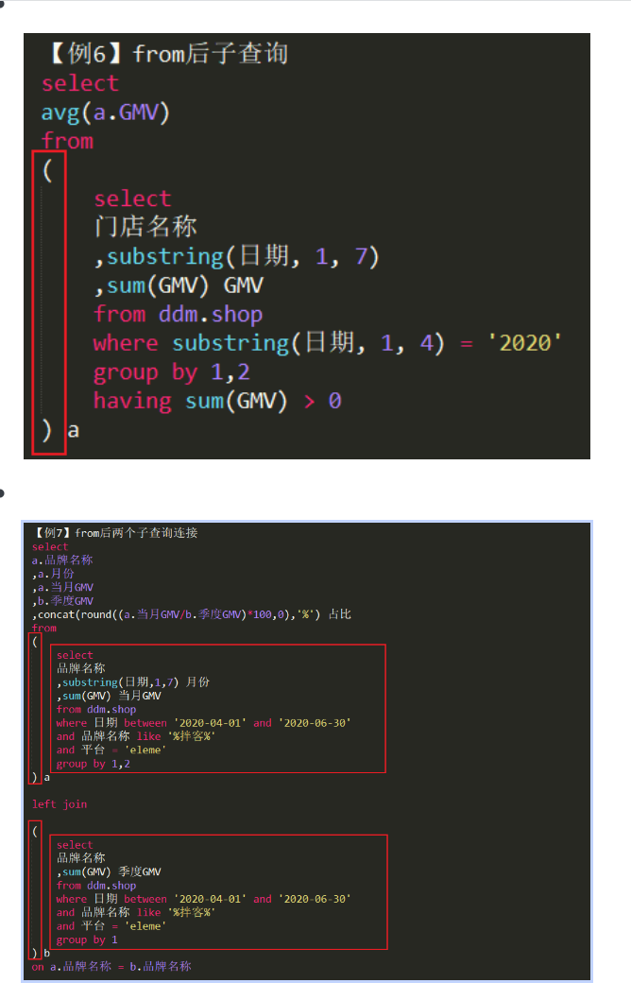 【例6】from后子查询
select
avg(a.GMV)
from
(
select
门店名称
,substring(日期, 1, 7)
,sum(GMV) GMV
from ddm.shop
where substring(日期, 1, 4) = '2020'
group by 1,2
having sum(GMV) > 0
) a
【例7】from后两个子查询连接
select
a.品牌名称
,a.月份
,a.当月GMV
,b.季度GMV
,concat(round((a.当月GMV/b.季度GMV)*100,0),'%') 占比
from
(
select
品牌名称
,substring(日期,1,7) 月份
,sum(GMV) 当月GMV
from ddm.shop
where 日期 between '2020-04-01' and '2020-06-30'
and 品牌名称 like '%拌客%'
and 平台 = 'eleme'
group by 1,2
) a
left join
(
select
品牌名称
,sum(GMV) 季度GMV
from ddm.shop
where 日期 between '2020-04-01' and '2020-06-30'
and 品牌名称 like '%拌客%'
and 平台 = 'eleme'
group by 1
) b
on a.品牌名称 = b.品牌名称